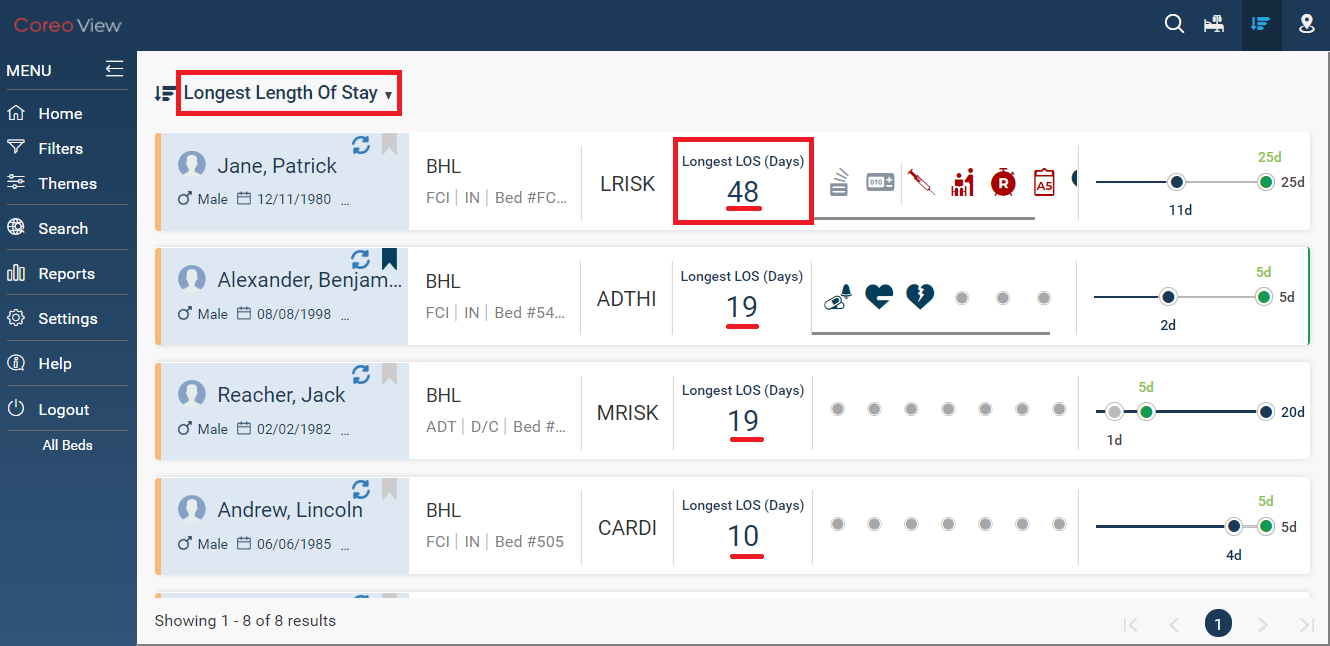 Coreo View
MENU
Home
Filters
Themes
Search
Reports
Settings
Help
Logout
All Beds
Longest Length Of Stay
Jane, Patrick
Male 12/11/1980 ...
BHL
FCI | IN | Bed #FC...
LRISK
Longest LOS (Days)
48
010
R
A5
25d
25d
11d
Alexander, Benjam...
Male 08/08/1998 ...
BHL
FCI | IN | Bed #54...
ADTHI
Longest LOS (Days)
19
5d
5d
2d
Reacher, Jack
Male 02/02/1982 ...
BHL
ADT | D/C | Bed #...
MRISK
Longest LOS (Days)
19
5d
20d
1d
Andrew, Lincoln
Male 06/06/1985 ...
BHL
FCI | IN | Bed #505
CARDI
Longest LOS (Days)
10
5d
5d
4d
Showing 1 - 8 of 8 results
1